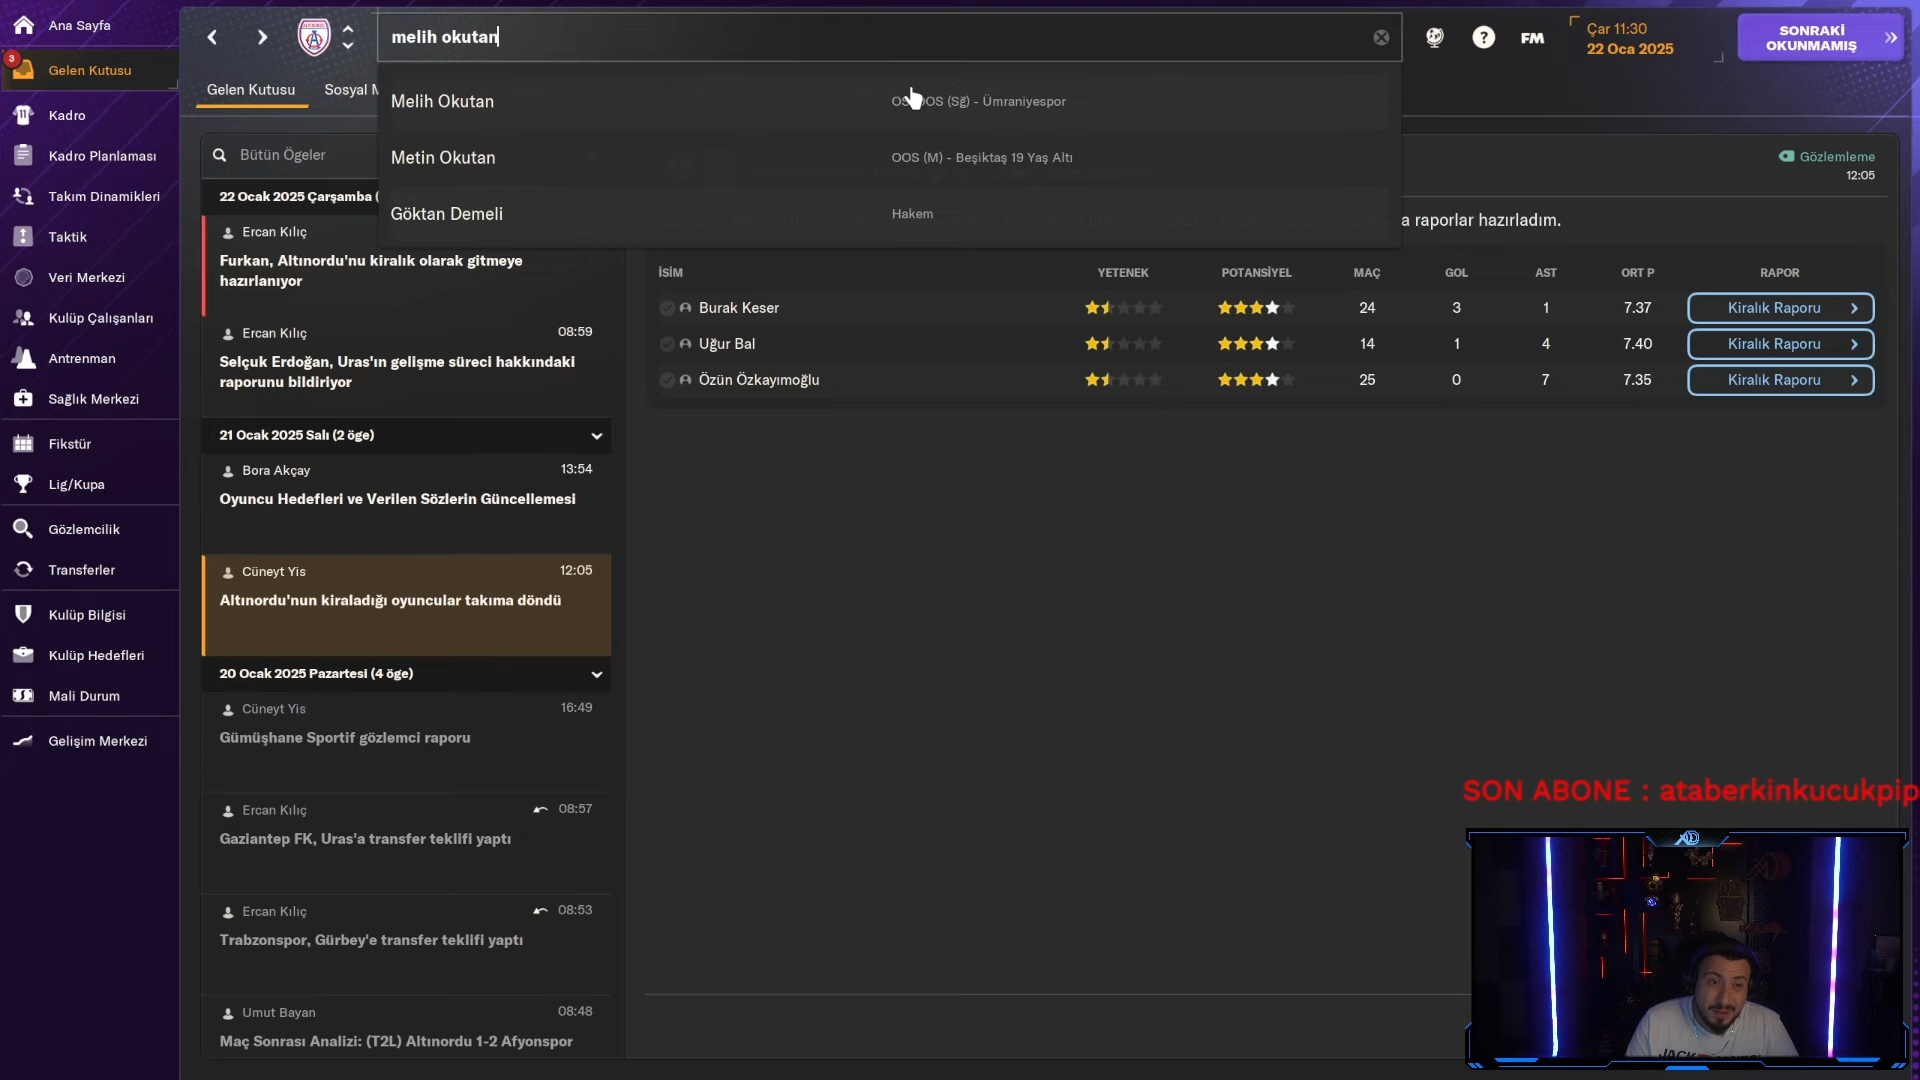 Ana Sayfa
3
Gelen Kutusu
Kadro
Kadro Planlaması
Takım Dinamikleri
Taktik
Veri Merkezi
Kulüp Çalışanları
Antrenman
Sağlık Merkezi
Fikstür
Lig/Kupa
Gözlemcilik
Transferler
Kulüp Bilgisi
Kulüp Hedefleri
Mali Durum
Gelişim Merkezi
melih okutan
FM
Çar 11:30
22 Oca 2025
SONRAKİ
OKUNMAMIŞ
Gelen Kutusu
Sosyal M
Melih Okutan
OS (Sğ) - Ümraniyespor
Metin Okutan
OOS (M) - Beşiktaş 19 Yaş Altı
Göktan Demeli
Hakem
Bütün Ögeler
22 Ocak 2025 Çarşamba (
Ercan Kılıç
Furkan, Altınordu'nu kiralık olarak gitmeye
hazırlanıyor
Ercan Kılıç 08:59
Selçuk Erdoğan, Uras'ın gelişme süreci hakkındaki
raporunu bildiriyor
21 Ocak 2025 Salı (2 öge)
Bora Akçay 13:54
Oyuncu Hedefleri ve Verilen Sözlerin Güncellemesi
Cüneyt Yis 12:05
Altınordu'nun kiraladığı oyuncular takıma döndü
20 Ocak 2025 Pazartesi (4 öge)
Cüneyt Yis 16:49
Gümüşhane Sportif gözlemci raporu
Ercan Kılıç 08:57
Gaziantep FK, Uras'a transfer teklifi yaptı
Ercan Kılıç 08:53
Trabzonspor, Gürbey'e transfer teklifi yaptı
Umut Bayan 08:48
Maç Sonrası Analizi: (T2L) Altınordu 1-2 Afyonspor
Gözlemleme
12:05
a raporlar hazırladım.
İSİM YETENEK POTANSİYEL MAÇ GOL AST ORT P RAPOR
Burak Keser 24 3 1 7.37 Kiralık Raporu
Uğur Bal 14 1 4 7.40 Kiralık Raporu
Özün Özkayımoğlu 25 0 7 7.35 Kiralık Raporu
SON ABONE : ataberkinkucukpip